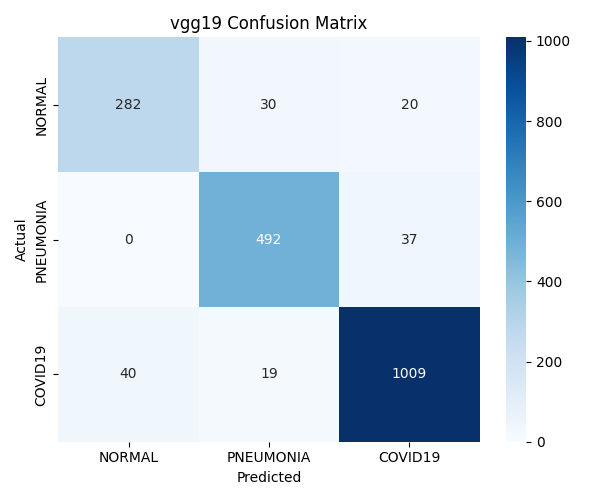 vgg19 Confusion Matrix
NORMAL
282
30
20
PNEUMONIA
0
492
37
COVID19
40
19
1009
Actual
NORMAL
PNEUMONIA
COVID19
Predicted
1000
800
600
400
200
0